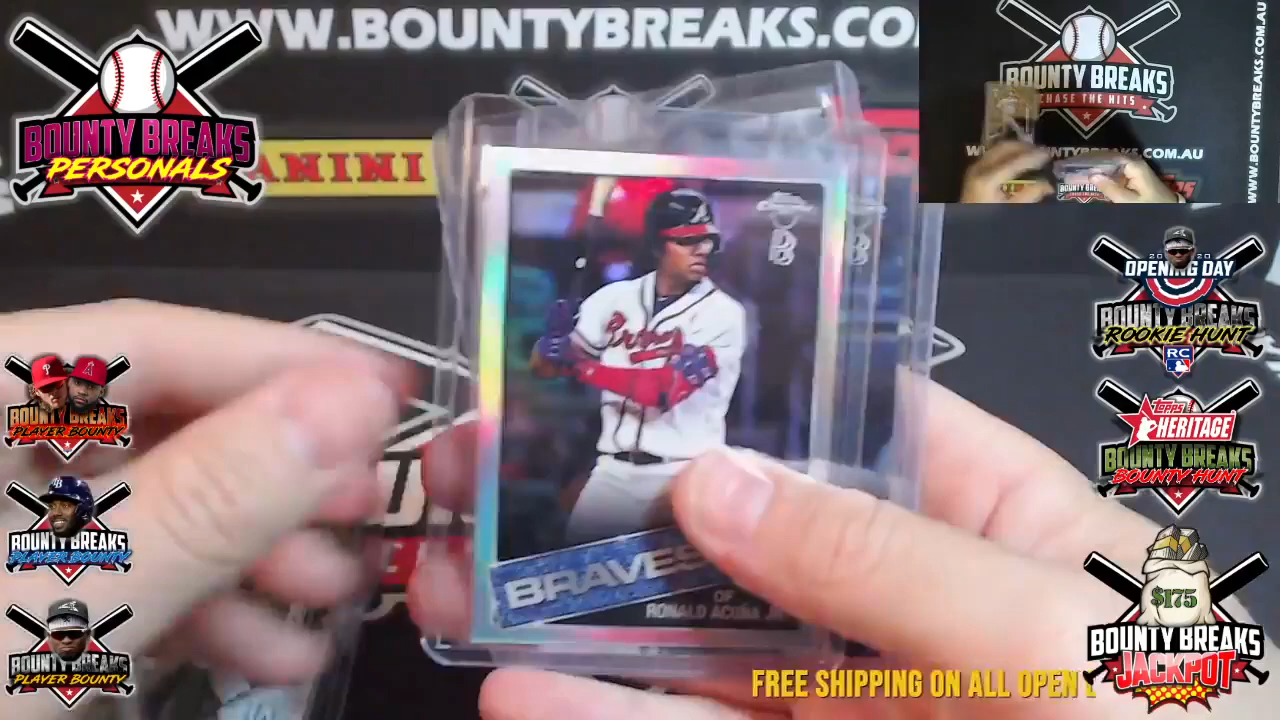 WWW.BOUNTYBREAKS.CO
BOUNTY BREAKS
PERSONALS
PANINI
BOUNTY BREAKS
CHASE THE HITS
WWW.BOUNTYBREAKS.COM.AU
OPENING DAY
BOUNTY BREAKS
ROOKIE HUNT
RC
BOUNTY BREAKS
PLAYER BOUNTY
Topps
HERITAGE
BOUNTY BREAKS
BOUNTY HUNT
BOUNTY BREAKS
PLAYER BOUNTY
BOUNTY BREAKS
PLAYER BOUNTY
BRAVES
OF
RONALD ACUÑA JR
$175
BOUNTY BREAKS
JACKPOT
FREE SHIPPING ON ALL OPEN